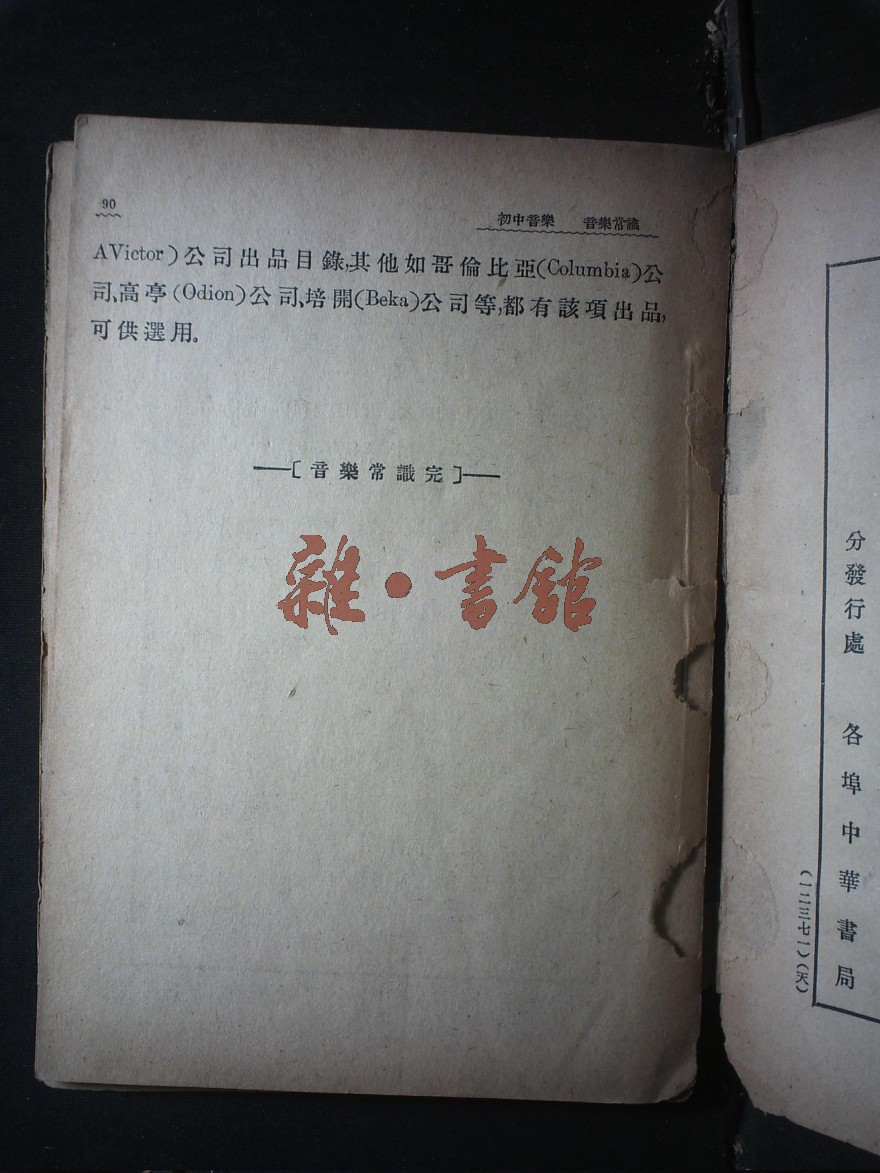 90
初中音樂 音樂常識
AVictor)公司出品目錄,其他如哥倫比亞(Columbia)公
司、高亭(Odion)公司、培開(Beka)公司等,都有該項出品,
可供選用。
——〔音樂常識完〕——
雜·書館
分發行處 各埠中華書局
(一二三七一)(天)